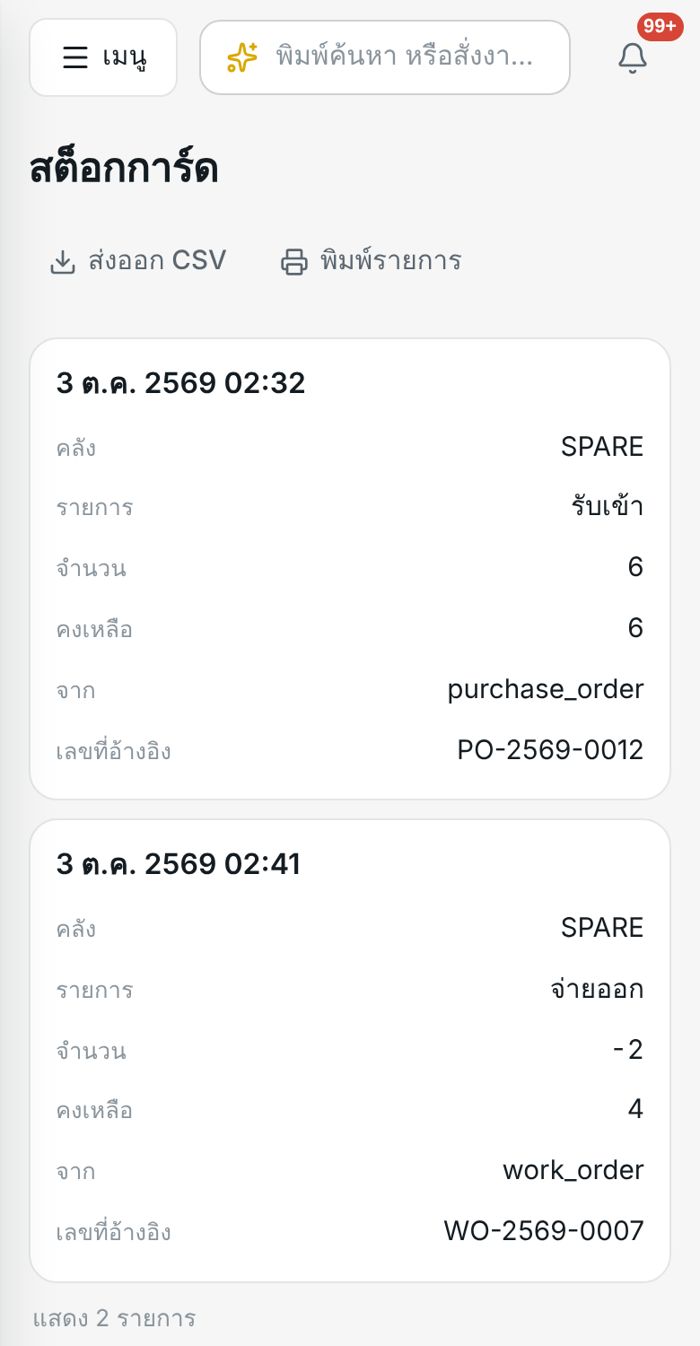 เมนู
พิมพ์ค้นหา หรือสั่งงา...
99+
สต็อกการ์ด
ส่งออก CSV
พิมพ์รายการ
3 ต.ค. 2569 02:32
คลัง SPARE
รายการ รับเข้า
จำนวน 6
คงเหลือ 6
จาก purchase_order
เลขที่อ้างอิง PO-2569-0012
3 ต.ค. 2569 02:41
คลัง SPARE
รายการ จ่ายออก
จำนวน -2
คงเหลือ 4
จาก work_order
เลขที่อ้างอิง WO-2569-0007
แสดง 2 รายการ